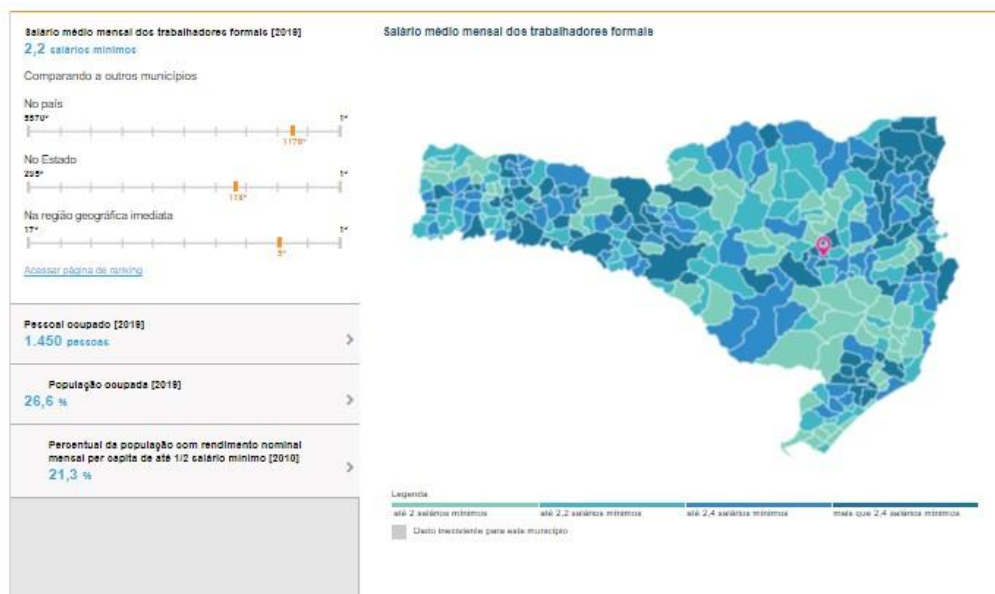 Salário médio mensal dos trabalhadores formais [2019]
2,2 salários mínimos
Comparando a outros municípios
No país
5570º 1º
1176º
No Estado
295º 1º
118º
Na região geográfica imediata
17º 1º
5º
Acessar página de ranking
Pessoal ocupado [2019]
1.450 pessoas
População ocupada [2019]
26,6 %
Percentual da população com rendimento nominal
mensal per capita de até 1/2 salário mínimo [2010]
21,3 %
Salário médio mensal dos trabalhadores formais
Legenda
até 2 salários mínimos até 2,2 salários mínimos até 2,4 salários mínimos mais que 2,4 salários mínimos
Dado inexistente para este município